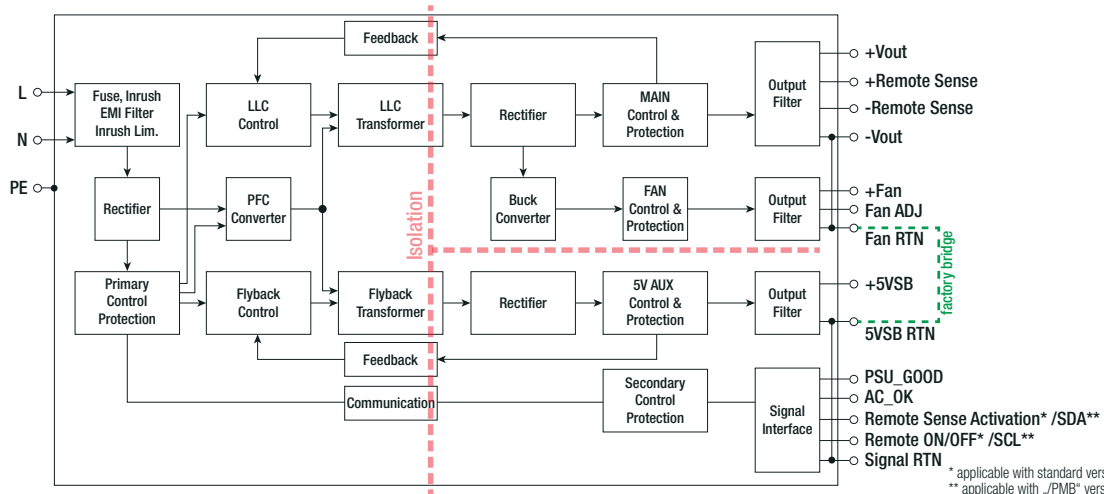 Feedback
+Vout
+Remote Sense
-Remote Sense
-Vout
L
N
PE
Fuse, Inrush
EMI Filter
Inrush Lim.
LLC
Control
LLC
Transformer
Rectifier
MAIN
Control &
Protection
Output
Filter
Rectifier
PFC
Converter
Isolation
Buck
Converter
FAN
Control &
Protection
Output
Filter
+Fan
Fan ADJ
Fan RTN
factory bridge
Primary
Control
Protection
Flyback
Control
Flyback
Transformer
Rectifier
5V AUX
Control &
Protection
Output
Filter
+5VSB
5VSB RTN
Feedback
Communication
Secondary
Control
Protection
Signal
Interface
PSU_GOOD
AC_OK
Remote Sense Activation* /SDA**
Remote ON/OFF* /SCL**
Signal RTN
* applicable with standard vers
** applicable with „/PMB“ vers